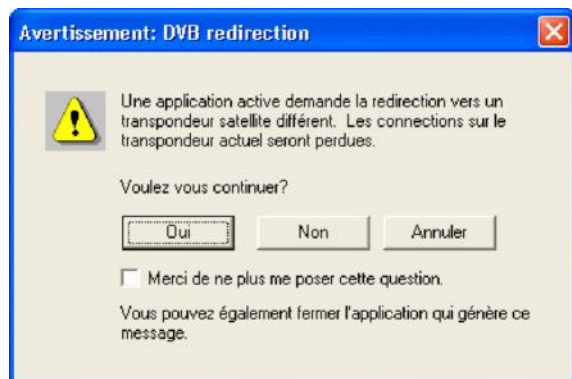 Avertissement: DVB redirection
Une application active demande la redirection vers un
transpondeur satellite différent. Les connections sur le
transpondeur actuel seront perdues.
Voulez vous continuer?
Oui Non Annuler
Merci de ne plus me poser cette question.
Vous pouvez également fermer l'application qui génère ce
message.